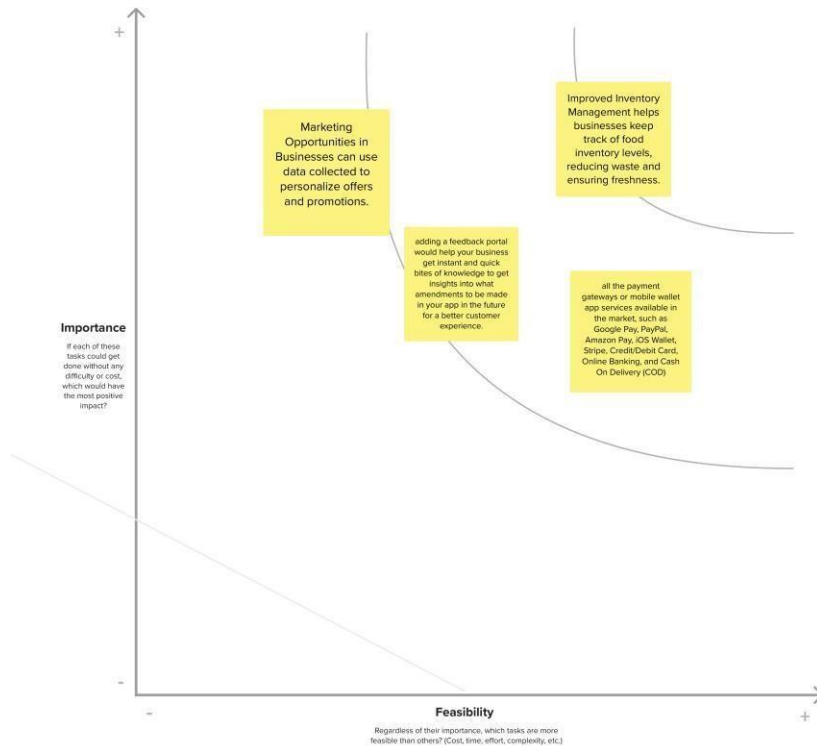 +
Marketing
Opportunities in
Businesses can use
data collected to
personalize offers
and promotions.
Improved Inventory
Management helps
businesses keep
track of food
inventory levels,
reducing waste and
ensuring freshness.
adding a feedback portal
would help your business
get instant and quick
bites of knowledge to get
insights into what
amendments to be made
in your app in the future
for a better customer
experience.
all the payment
gateways or mobile wallet
app services available in
the market, such as
Google Pay, PayPal,
Amazon Pay, iOS Wallet,
Stripe, Credit/Debit Card,
Online Banking, and Cash
On Delivery (COD)
Importance
If each of these
tasks could get
done without any
difficulty or cost,
which would have
the most positive
impact?
-
-
Feasibility
+
Regardless of their importance, which tasks are more
feasible than others? (Cost, time, effort, complexity, etc.)